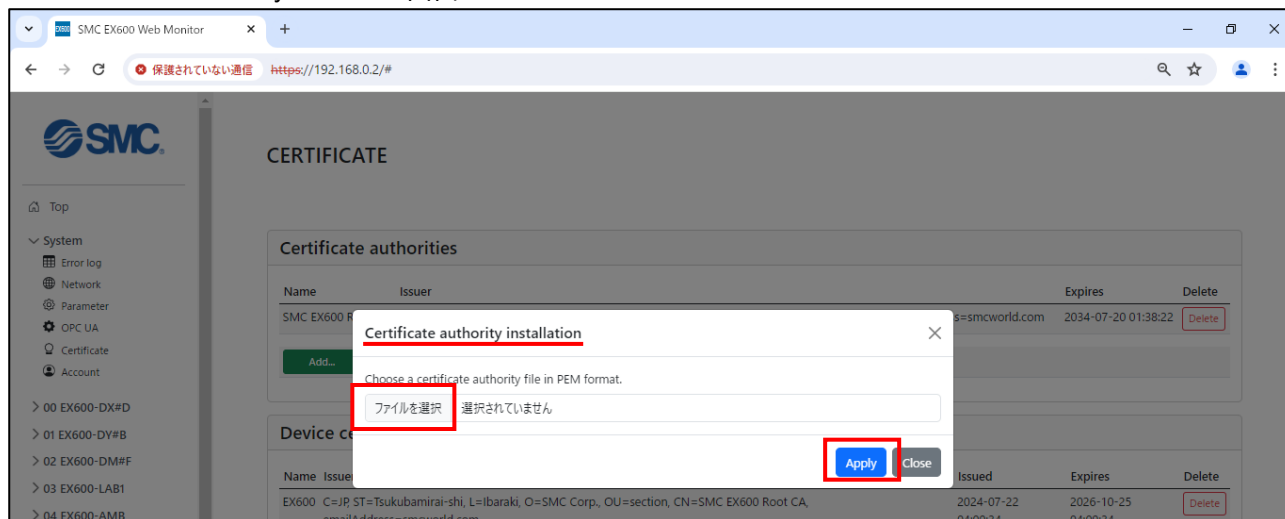 SMC EX600 Web Monitor
保護されていない通信 https://192.168.0.2/#
SMC
CERTIFICATE
Top
System
Error log
Network
Parameter
OPC UA
Certificate
Account
00 EX600-DX#D
01 EX600-DY#B
02 EX600-DM#F
03 EX600-LAB1
04 EX600-AMB
Certificate authorities
Name Issuer Expires Delete
SMC EX600 R s=smcworld.com 2034-07-20 01:38:22 Delete
Add...
Certificate authority installation
Choose a certificate authority file in PEM format.
ファイルを選択 選択されていません
Apply Close
Device ce
Name Issue Issued Expires Delete
EX600 C=JP, ST=Tsukubamirai-shi, L=Ibaraki, O=SMC Corp., OU=section, CN=SMC EX600 Root CA, 2024-07-22 2026-10-25 Delete